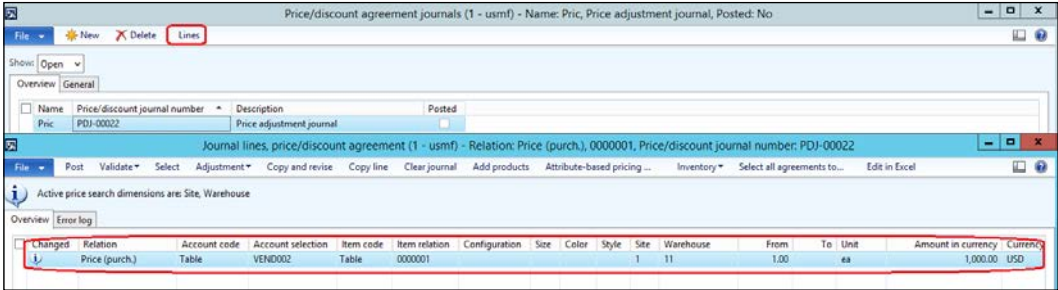 Price/discount agreement journals (1 - usmf) - Name: Pric, Price adjustment journal, Posted: No
File New Delete Lines
Show: Open
Overview General
Name Price/discount journal number Description Posted
Pric PDJ-00022 Price adjustment journal
Journal lines, price/discount agreement (1 - usmf) - Relation: Price (purch.), 0000001, Price/discount journal number: PDJ-00022
File Post Validate Select Adjustment Copy and revise Copy line Clear journal Add products Attribute-based pricing ... Inventory Select all agreements to... Edit in Excel
Active price search dimensions are: Site, Warehouse
Overview Error log
Changed Relation Account code Account selection Item code Item relation Configuration Size Color Style Site Warehouse From To Unit Amount in currency Currency
Price (purch.) Table VEND002 Table 0000001 1 11 1.00 ea 1,000.00 USD